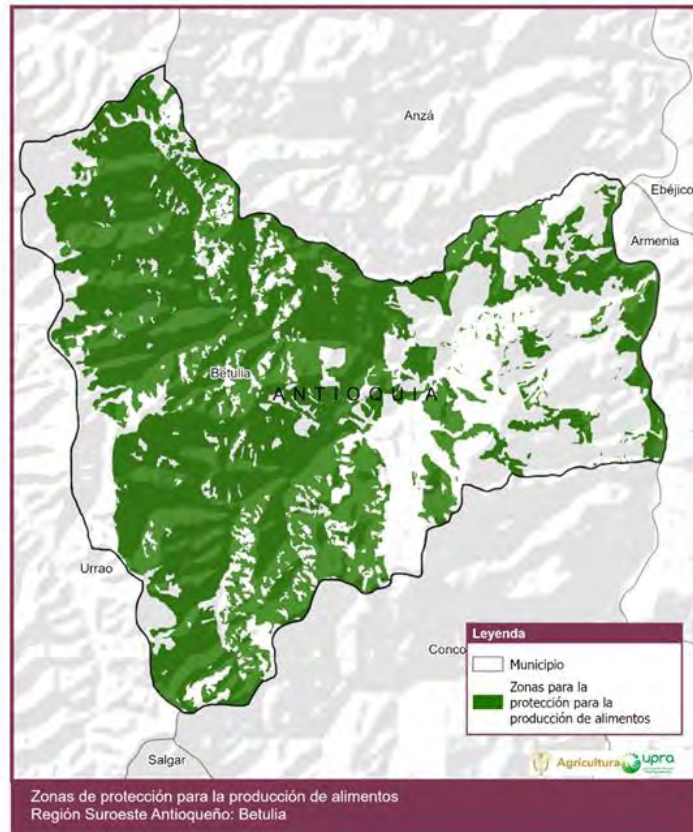 Anzá
Ebéjico
Armenia
Betulia
ANTIOQUIA
Urrao
Conco
Salgar
Leyenda
Municipio
Zonas para la
protección para la
producción de alimentos
Agricultura
upra
Zonas de protección para la producción de alimentos
Región Suroeste Antioqueño: Betulia